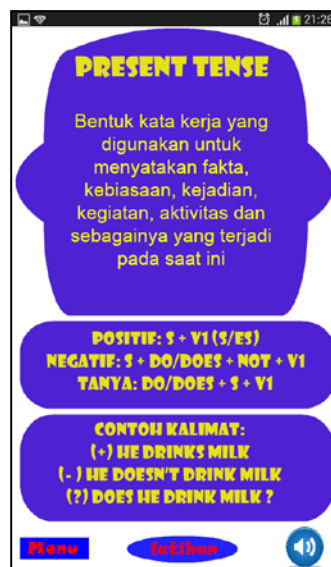 21:28
PRESENT TENSE
Bentuk kata kerja yang
digunakan untuk
menyatakan fakta,
kebiasaan, kejadian,
kegiatan, aktivitas dan
sebagainya yang terjadi
pada saat ini
POSITIF: S + V1 (S/ES)
NEGATIF: S + DO/DOES + NOT + V1
TANYA: DO/DOES + S + V1
CONTOH KALIMAT:
(+) HE DRINKS MILK
(- ) HE DOESN'T DRINK MILK
(?) DOES HE DRINK MILK ?
Menu
latihan